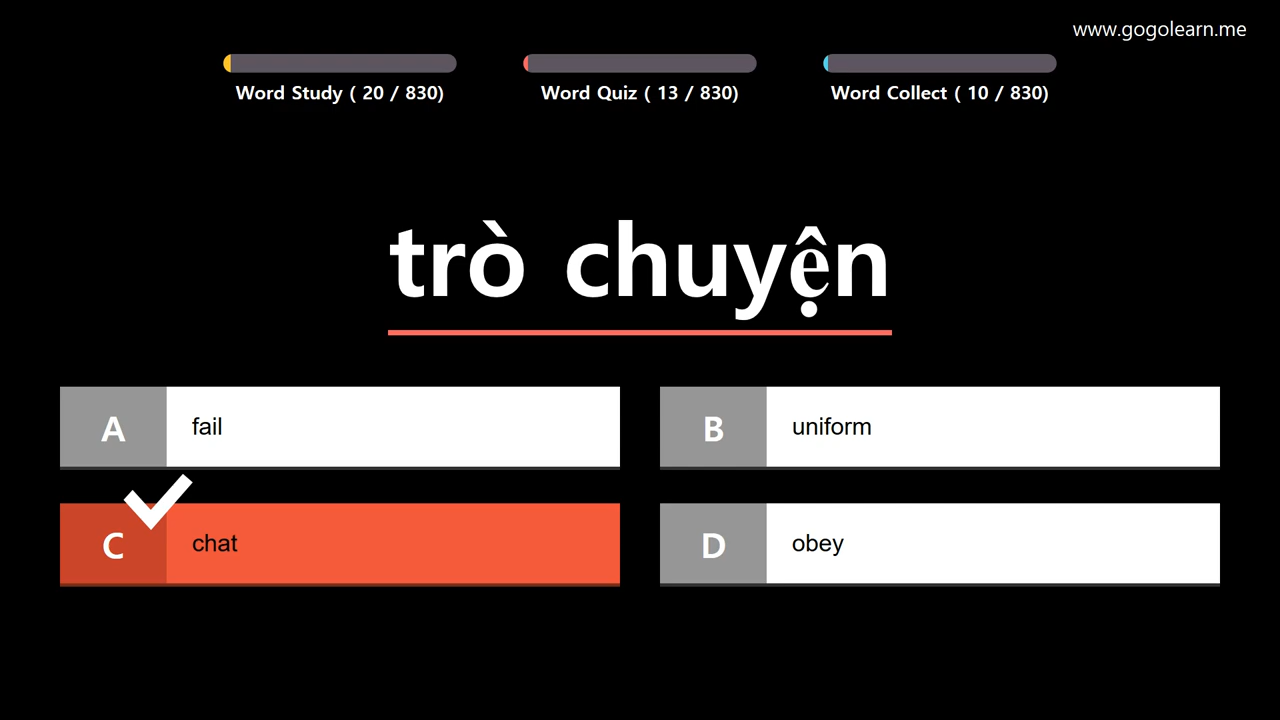 www.gogolearn.me
Word Study ( 20 / 830)
Word Quiz ( 13 / 830)
Word Collect ( 10 / 830)
trò chuyện
A fail
B uniform
C chat
D obey